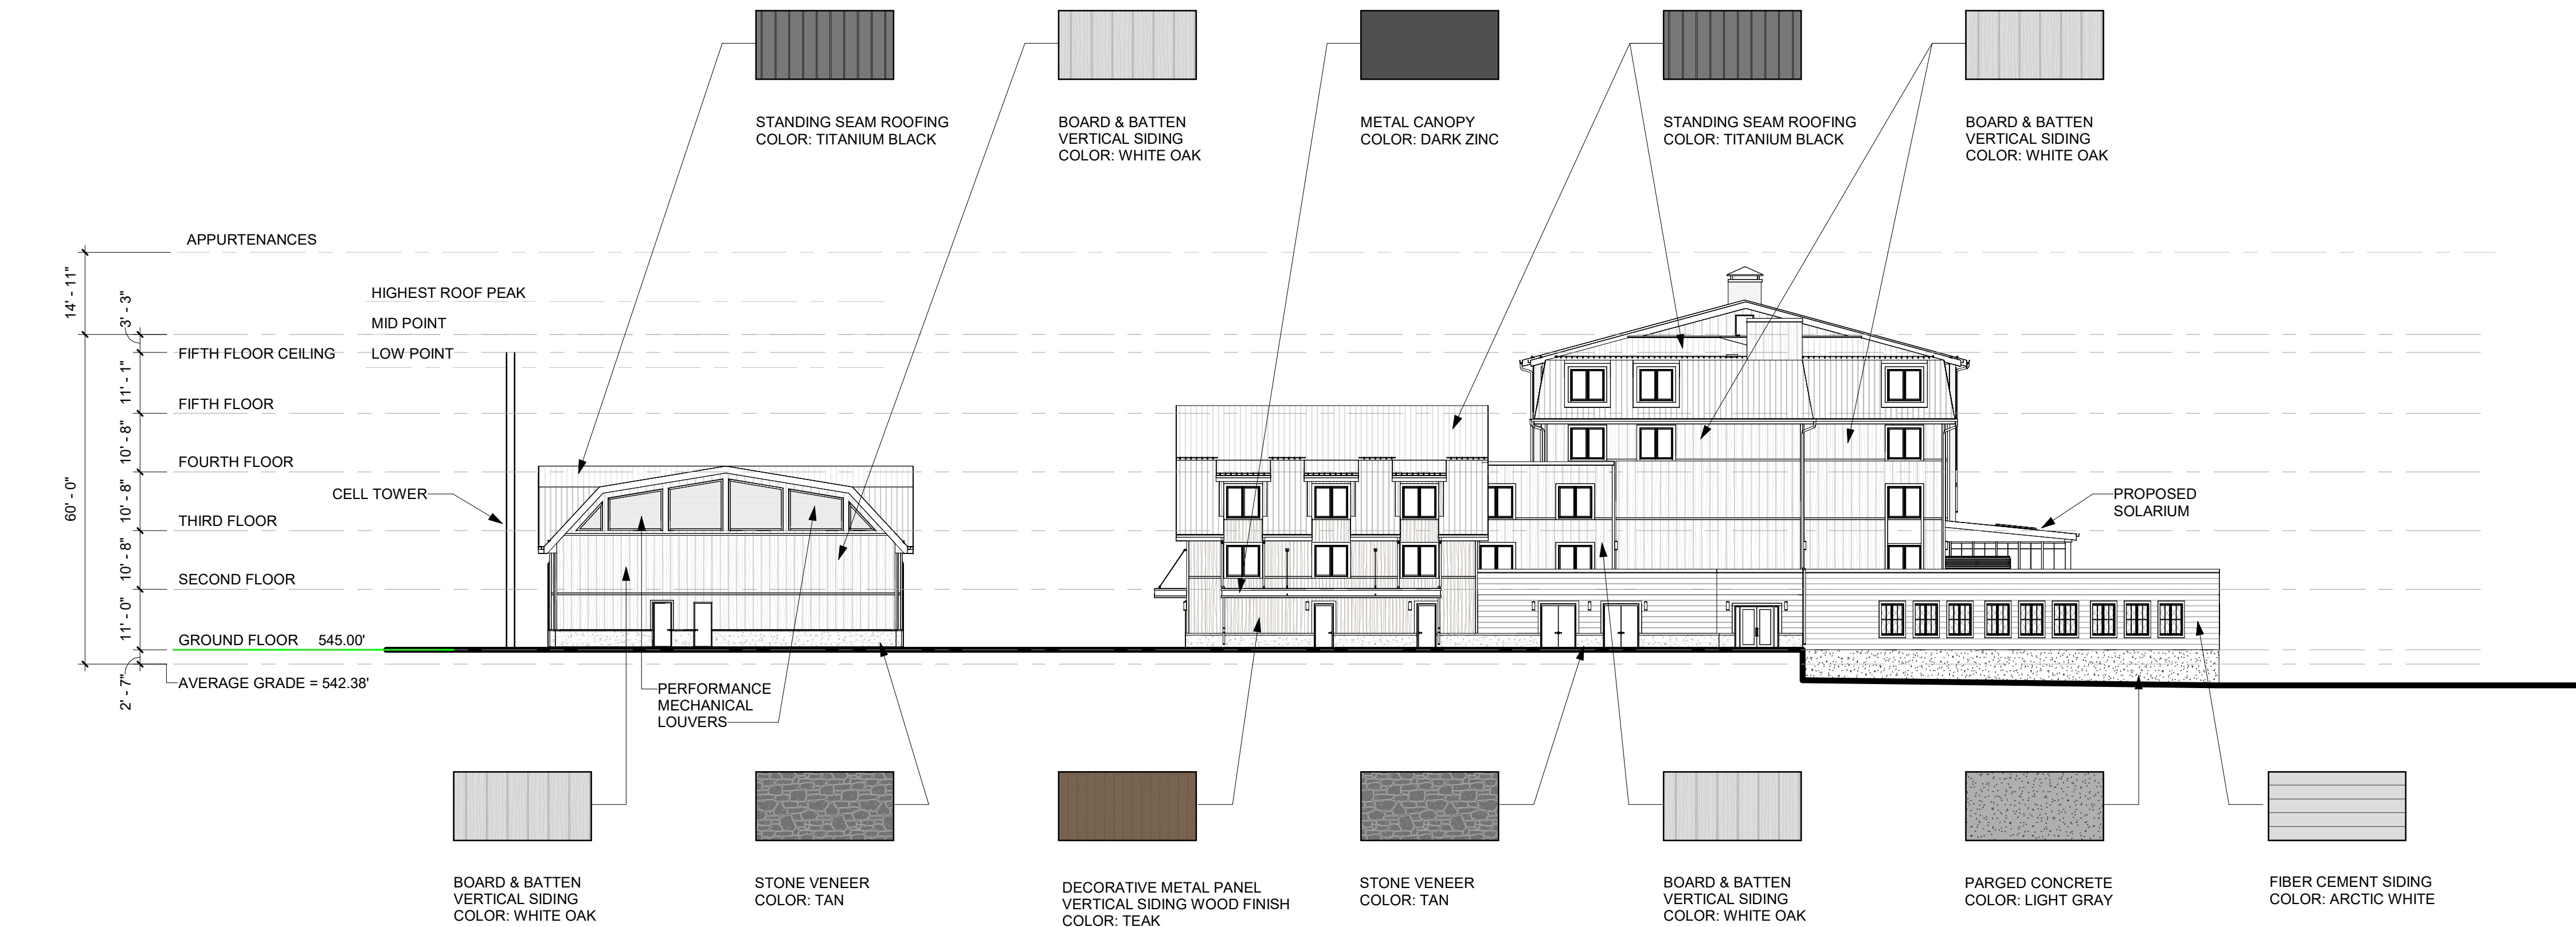 STANDING SEAM ROOFING
COLOR: TITANIUM BLACK
BOARD & BATTEN
VERTICAL SIDING
COLOR: WHITE OAK
METAL CANOPY
COLOR: DARK ZINC
STANDING SEAM ROOFING
COLOR: TITANIUM BLACK
BOARD & BATTEN
VERTICAL SIDING
COLOR: WHITE OAK
APPURTENANCES
14' - 11"
HIGHEST ROOF PEAK
3' - 3"
MID POINT
FIFTH FLOOR CEILING
LOW POINT
11' - 1"
FIFTH FLOOR
10' - 8"
FOURTH FLOOR
60' - 0"
10' - 8"
CELL TOWER
THIRD FLOOR
PROPOSED
SOLARIUM
10' - 8"
SECOND FLOOR
11' - 0"
GROUND FLOOR 545.00'
2' - 7"
AVERAGE GRADE = 542.38'
PERFORMANCE
MECHANICAL
LOUVERS
BOARD & BATTEN
VERTICAL SIDING
COLOR: WHITE OAK
STONE VENEER
COLOR: TAN
DECORATIVE METAL PANEL
VERTICAL SIDING WOOD FINISH
COLOR: TEAK
STONE VENEER
COLOR: TAN
BOARD & BATTEN
VERTICAL SIDING
COLOR: WHITE OAK
PARGED CONCRETE
COLOR: LIGHT GRAY
FIBER CEMENT SIDING
COLOR: ARCTIC WHITE